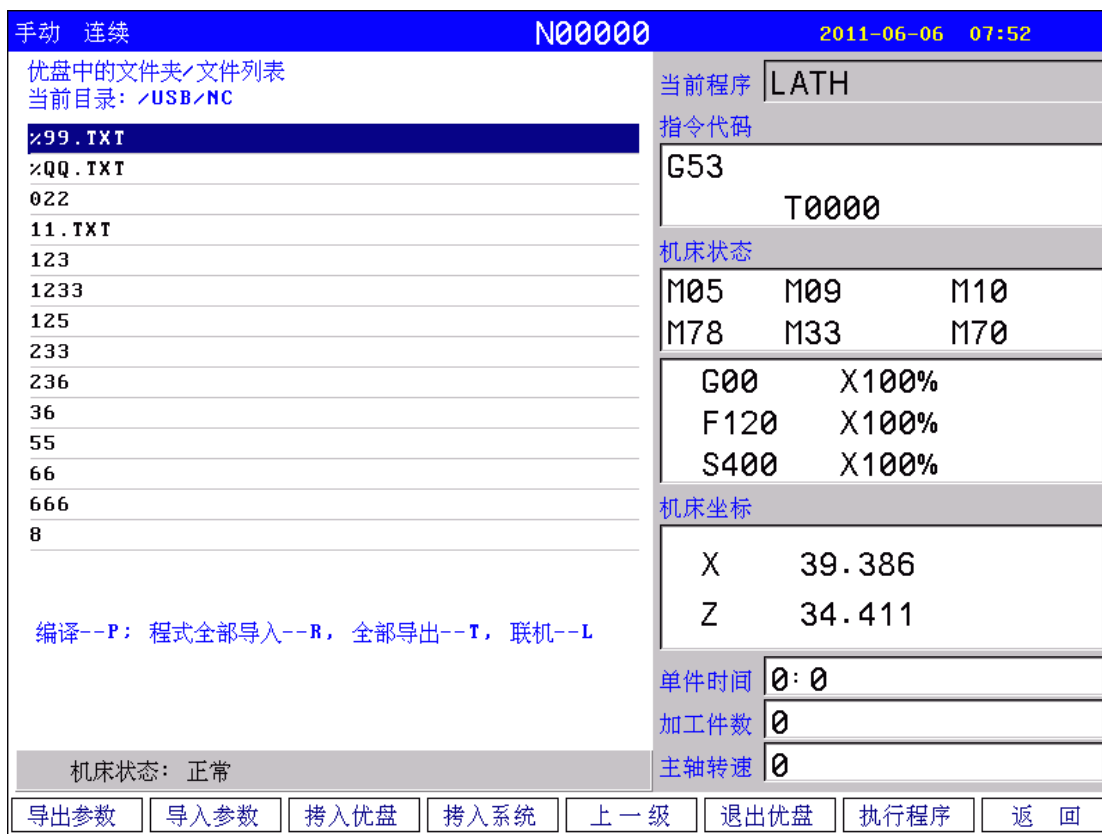 手动 连续 N00000 2011-06-06 07:52
优盘中的文件夹/文件列表
当前目录: /USB/NC
%99.TXT
%QQ.TXT
022
11.TXT
123
1233
125
233
236
36
55
66
666
8
编译--P; 程式全部导入--R, 全部导出--T, 联机--L
机床状态: 正常
当前程序 LATH
指令代码
G53
T0000
机床状态
M05 M09 M10
M78 M33 M70
G00 X100%
F120 X100%
S400 X100%
机床坐标
X 39.386
Z 34.411
单件时间 0:0
加工件数 0
主轴转速 0
导出参数 导入参数 拷入优盘 拷入系统 上一级 退出优盘 执行程序 返 回